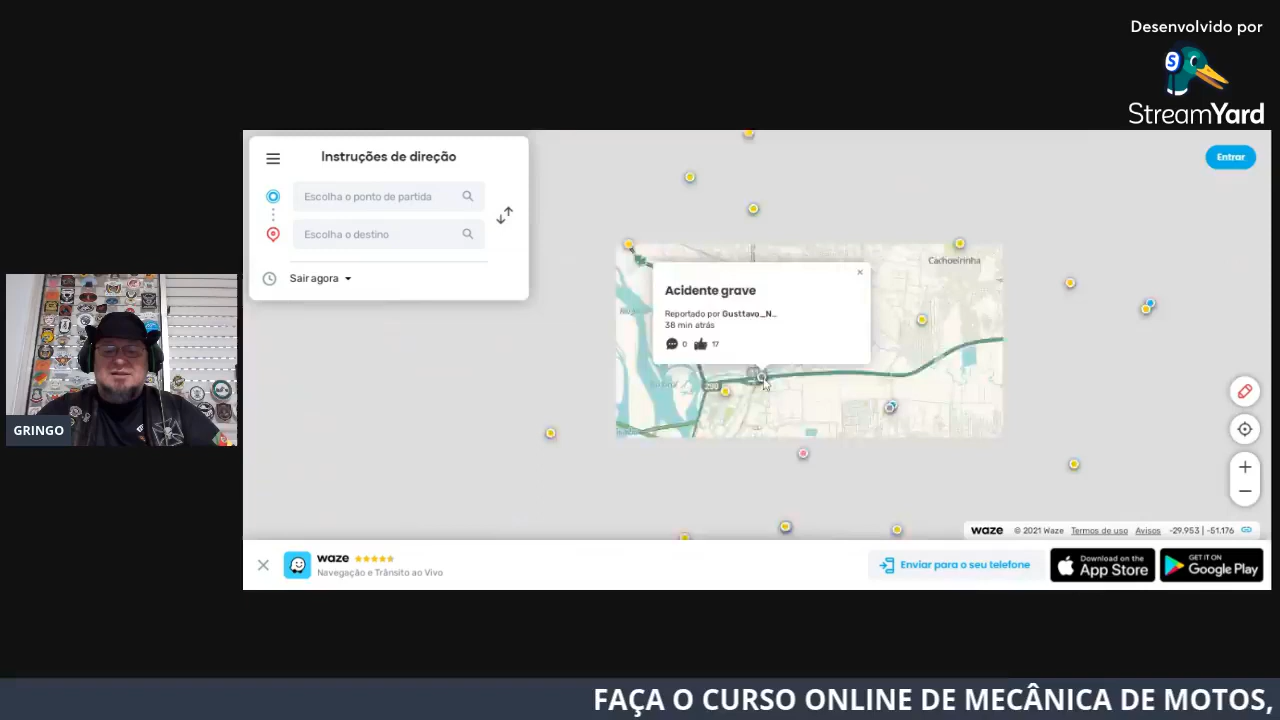 Desenvolvido por
StreamYard
Instruções de direção
Entrar
Escolha o ponto de partida
Escolha o destino
Sair agora
Cachoeirinha
Acidente grave
Reportado por Gusttavo_N...
38 min atrás
0 17
290
GRINGO
waze © 2021 Waze Termos de uso Avisos -29.953 | -51.176
waze
Navegação e Trânsito ao Vivo
Enviar para o seu telefone
Download on the
App Store
GET IT ON
Google Play
FAÇA O CURSO ONLINE DE MECÂNICA DE MOTOS,